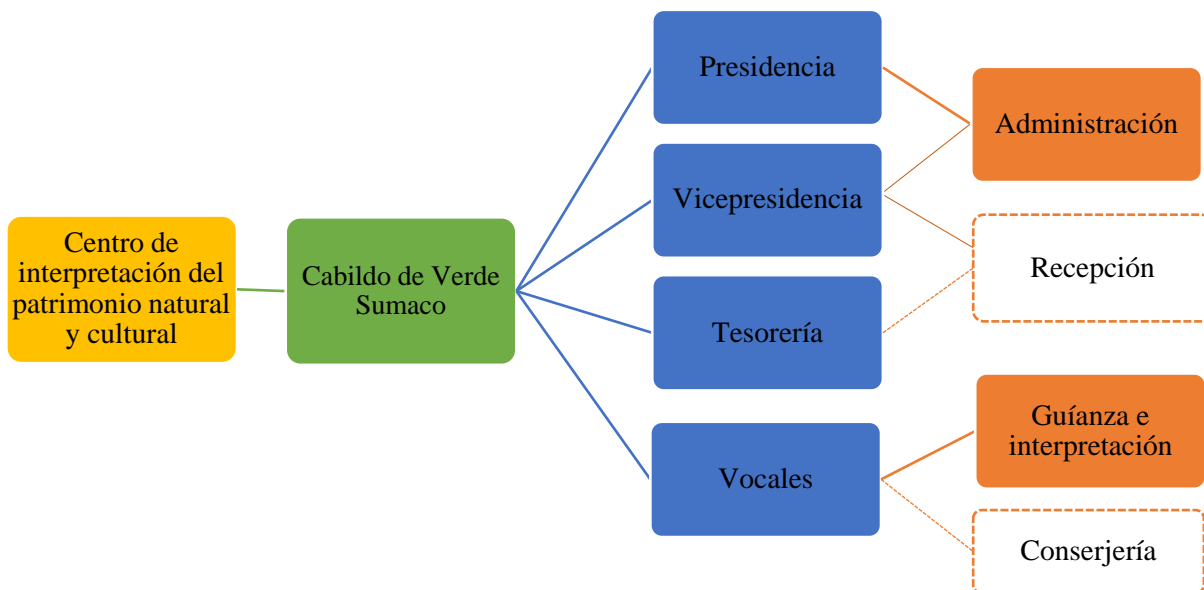 Centro de
interpretación del
patrimonio natural
y cultural
Cabildo de Verde
Sumaco
Presidencia
Vicepresidencia
Tesorería
Vocales
Administración
Recepción
Guíanza e
interpretación
Conserjería